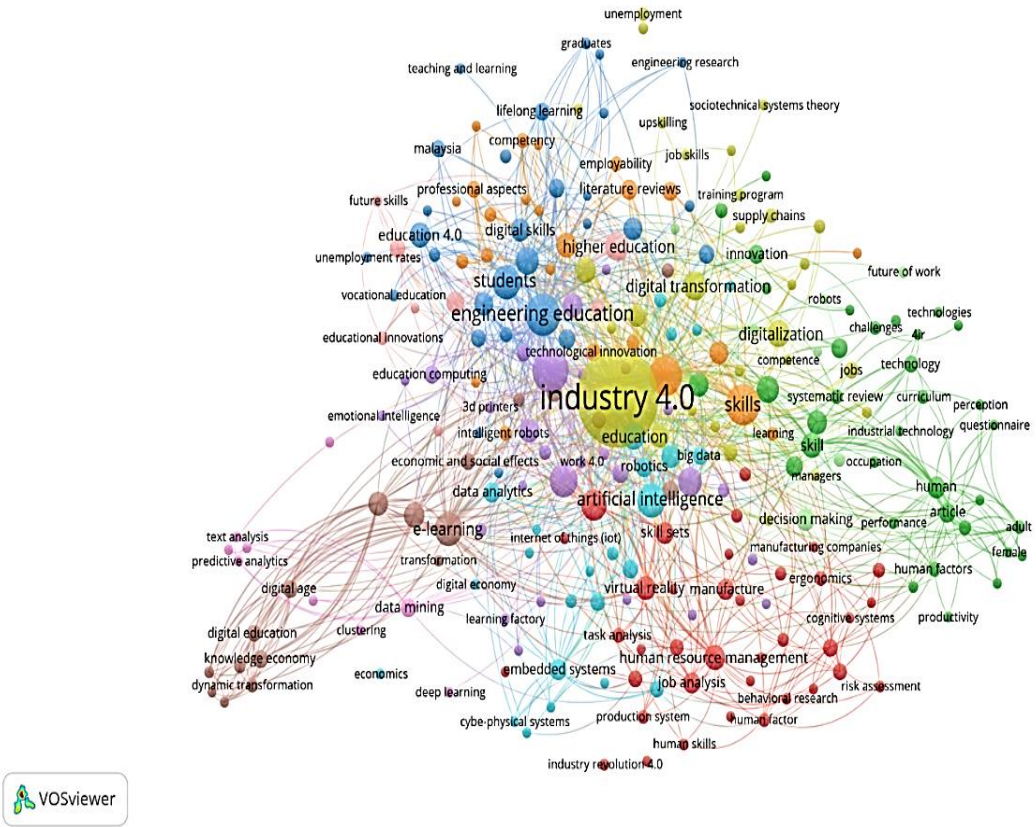 unemployment
graduates
engineering research
teaching and learning
sociotechnical systems theory
lifelong learning
upskilling
competency
malaysia
job skills
employability
professional aspects
literature reviews
training program
future skills
supply chains
digital skills
education 4.0
higher education
unemployment rates
innovation
future of work
students
digital transformation
vocational education
robots
engineering education
technologies
challenges
4ir
educational innovations
digitalization
technological innovation
competence
technology
education computing
jobs
industry 4.0
systematic review
curriculum
skills
perception
3d printers
emotional intelligence
questionnaire
intelligent robots
education
learning
industrial technology
skill
big data
economic and social effects
work 4.0
robotics
occupation
managers
data analytics
human
artificial intelligence
article
decision making
performance
adult
e-learning
skill sets
text analysis
internet of things (iot)
manufacturing companies
female
predictive analytics
transformation
human factors
ergonomics
digital economy
digital age
virtual reality
manufacture
data mining
cognitive systems
productivity
learning factory
clustering
digital education
task analysis
knowledge economy
human resource management
economics
embedded systems
dynamic transformation
job analysis
risk assessment
deep learning
behavioral research
cybe-physical systems
production system
human factor
human skills
industry revolution 4.0
VOSviewer